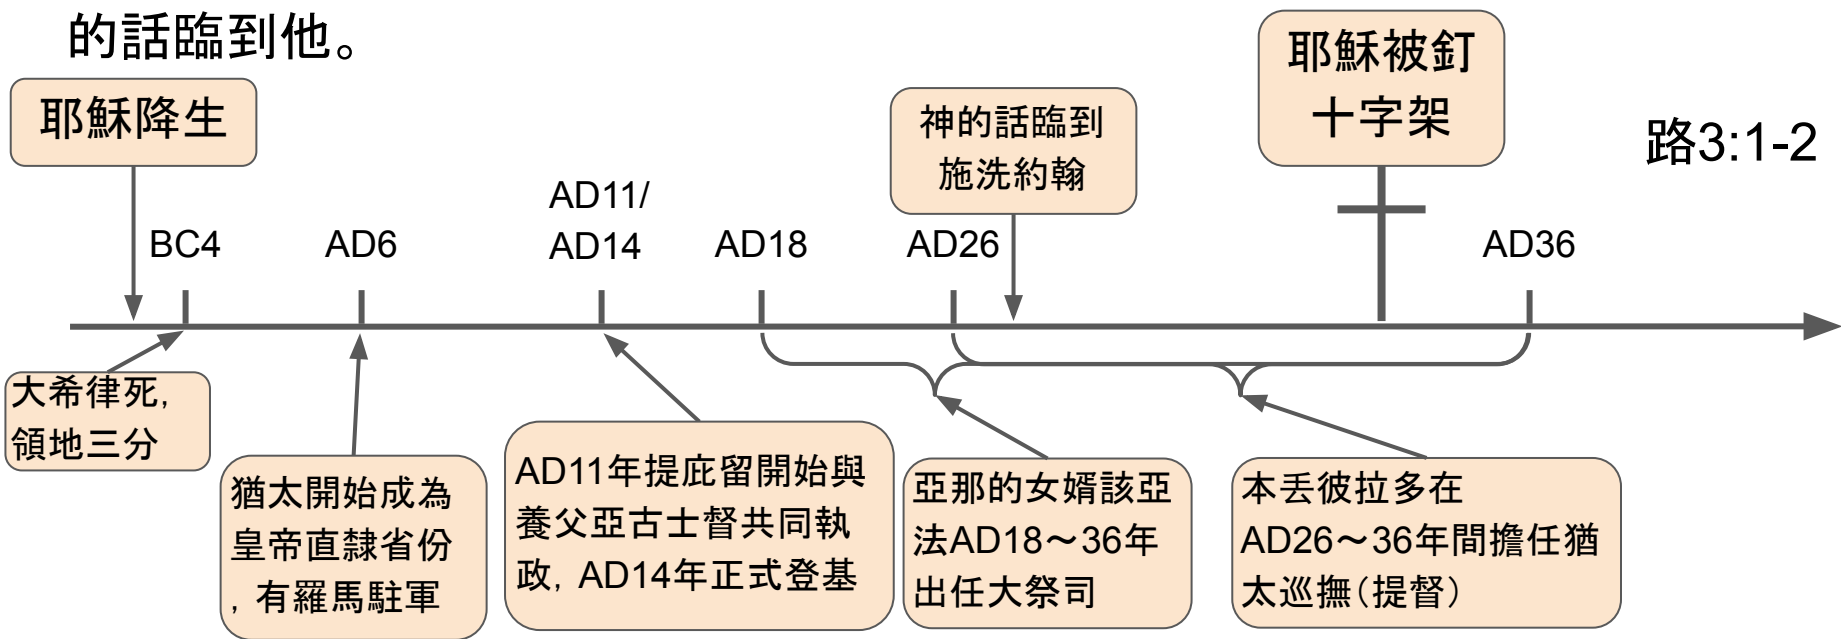 的話臨到他。
耶穌降生
神的話臨到
施洗約翰
耶穌被釘
十字架
路3:1-2
BC4
AD6
AD11/
AD14
AD18
AD26
AD36
大希律死，
領地三分
猶太開始成為
皇帝直隸省份
，有羅馬駐軍
AD11年提庇留開始與
養父亞古士督共同執
政，AD14年正式登基
亞那的女婿該亞
法AD18～36年
出任大祭司
本丟彼拉多在
AD26～36年間擔任猶
太巡撫（提督）